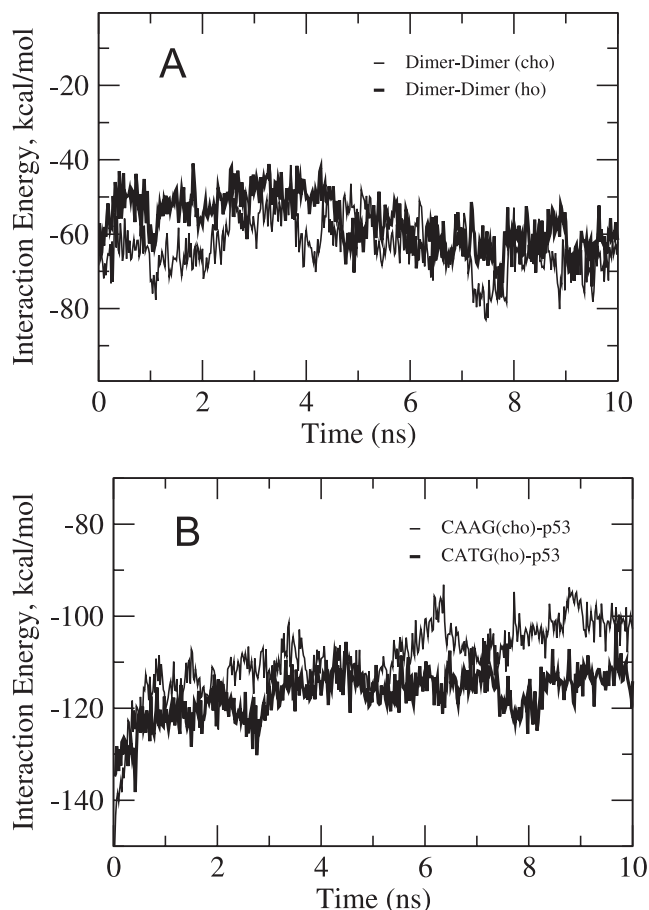 A
Dimer-Dimer (cho)
Dimer-Dimer (ho)
-20
-40
-60
-80
Interaction Energy, kcal/mol
0 2 4 6 8 10
Time (ns)
B
CAAG(cho)-p53
CATG(ho)-p53
-80
-100
-120
-140
Interaction Energy, kcal/mol
0 2 4 6 8 10
Time (ns)